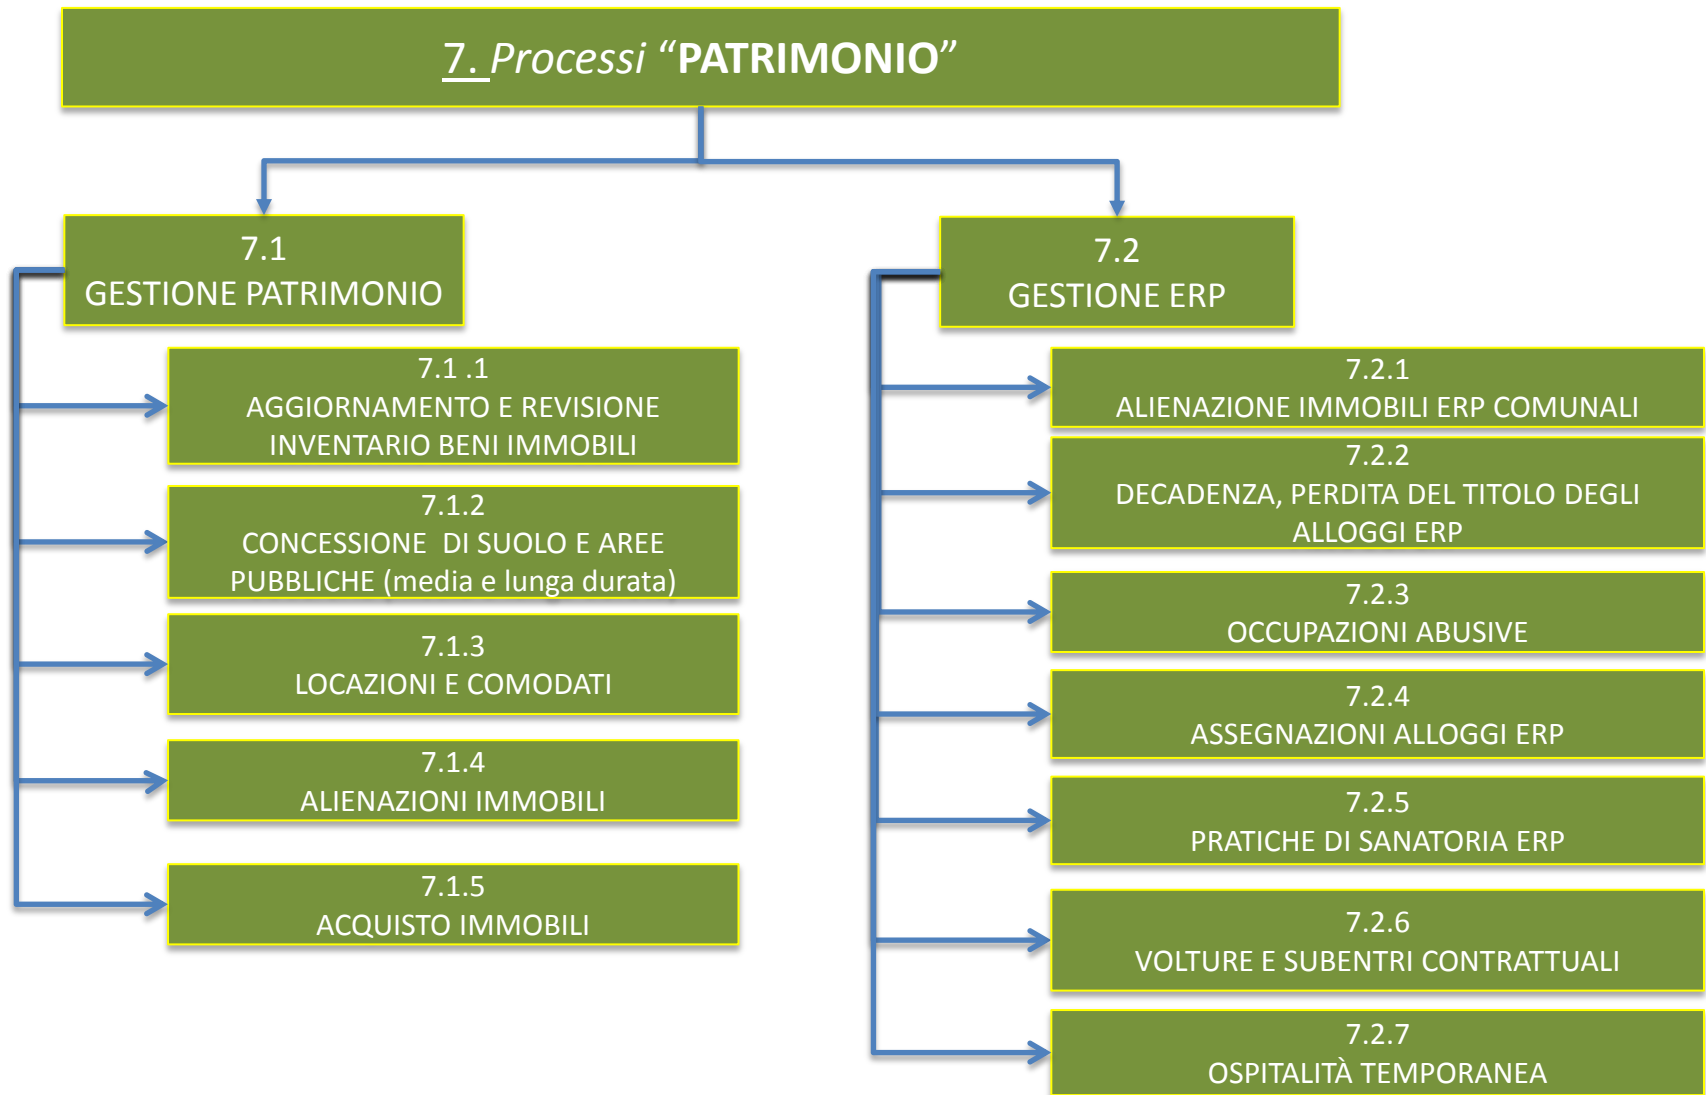 7. Processi “PATRIMONIO”
7.1
GESTIONE PATRIMONIO
7.1 .1
AGGIORNAMENTO E REVISIONE
INVENTARIO BENI IMMOBILI
7.1.2
CONCESSIONE  DI SUOLO E AREE
PUBBLICHE (media e lunga durata)
7.1.3
LOCAZIONI E COMODATI
7.1.4
ALIENAZIONI IMMOBILI
7.1.5
ACQUISTO IMMOBILI
7.2
GESTIONE ERP
7.2.1
ALIENAZIONE IMMOBILI ERP COMUNALI
7.2.2
DECADENZA, PERDITA DEL TITOLO DEGLI
ALLOGGI ERP
7.2.3
OCCUPAZIONI ABUSIVE
7.2.4
ASSEGNAZIONI ALLOGGI ERP
7.2.5
PRATICHE DI SANATORIA ERP
7.2.6
VOLTURE E SUBENTRI CONTRATTUALI
7.2.7
OSPITALITÀ TEMPORANEA